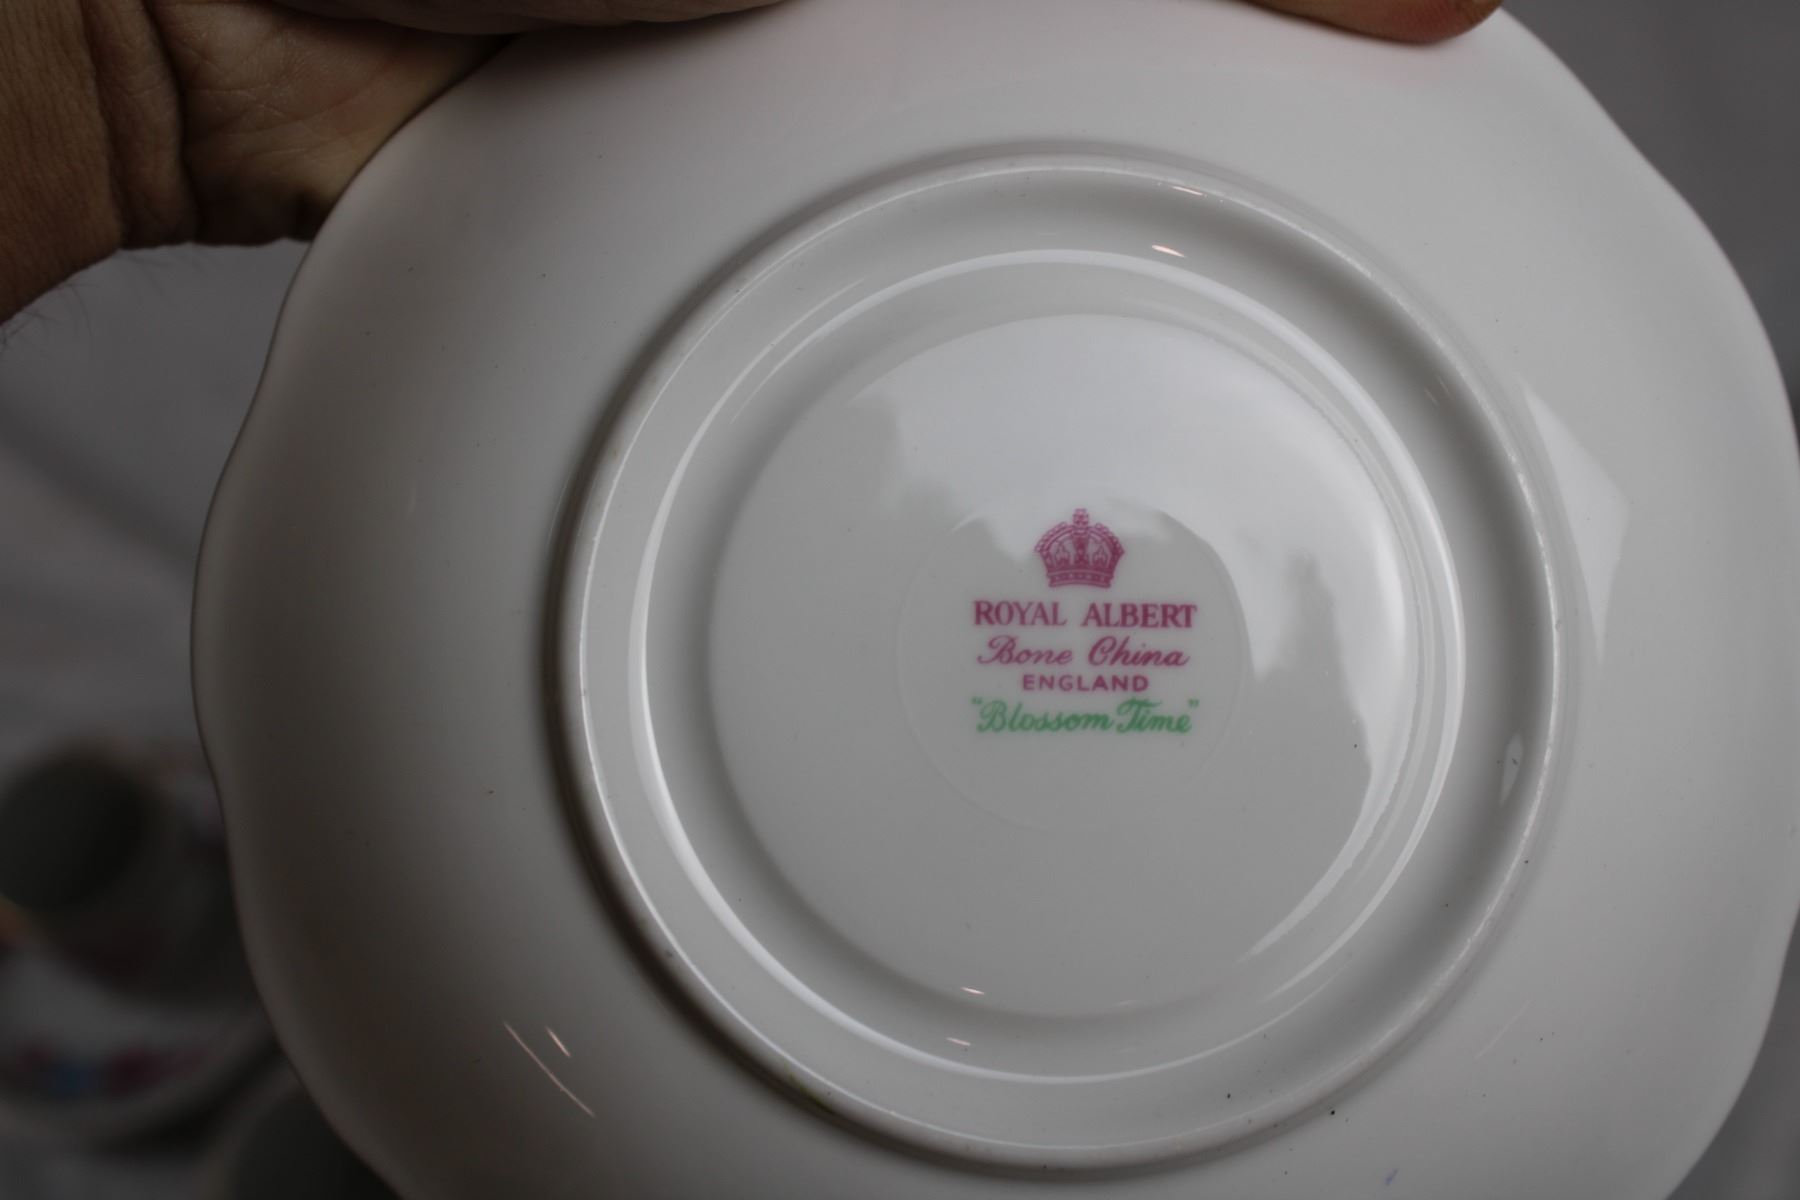 ROYAL ALBERT
Bone China
ENGLAND
"Blossom Time"